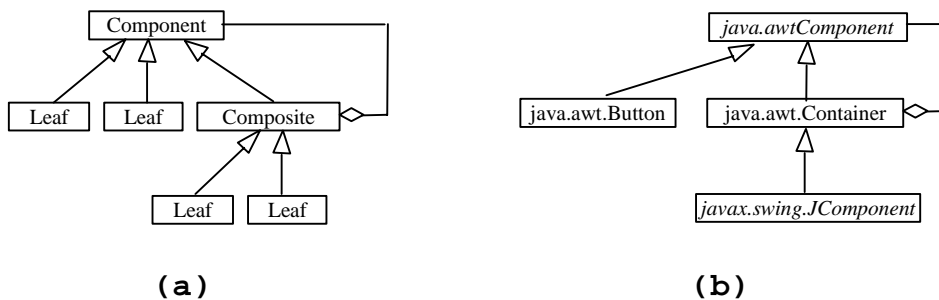 Component
Leaf
Leaf
Composite
Leaf
Leaf
(a)
java.awtComponent
java.awt.Button
java.awt.Container
javax.swing.JComponent
(b)